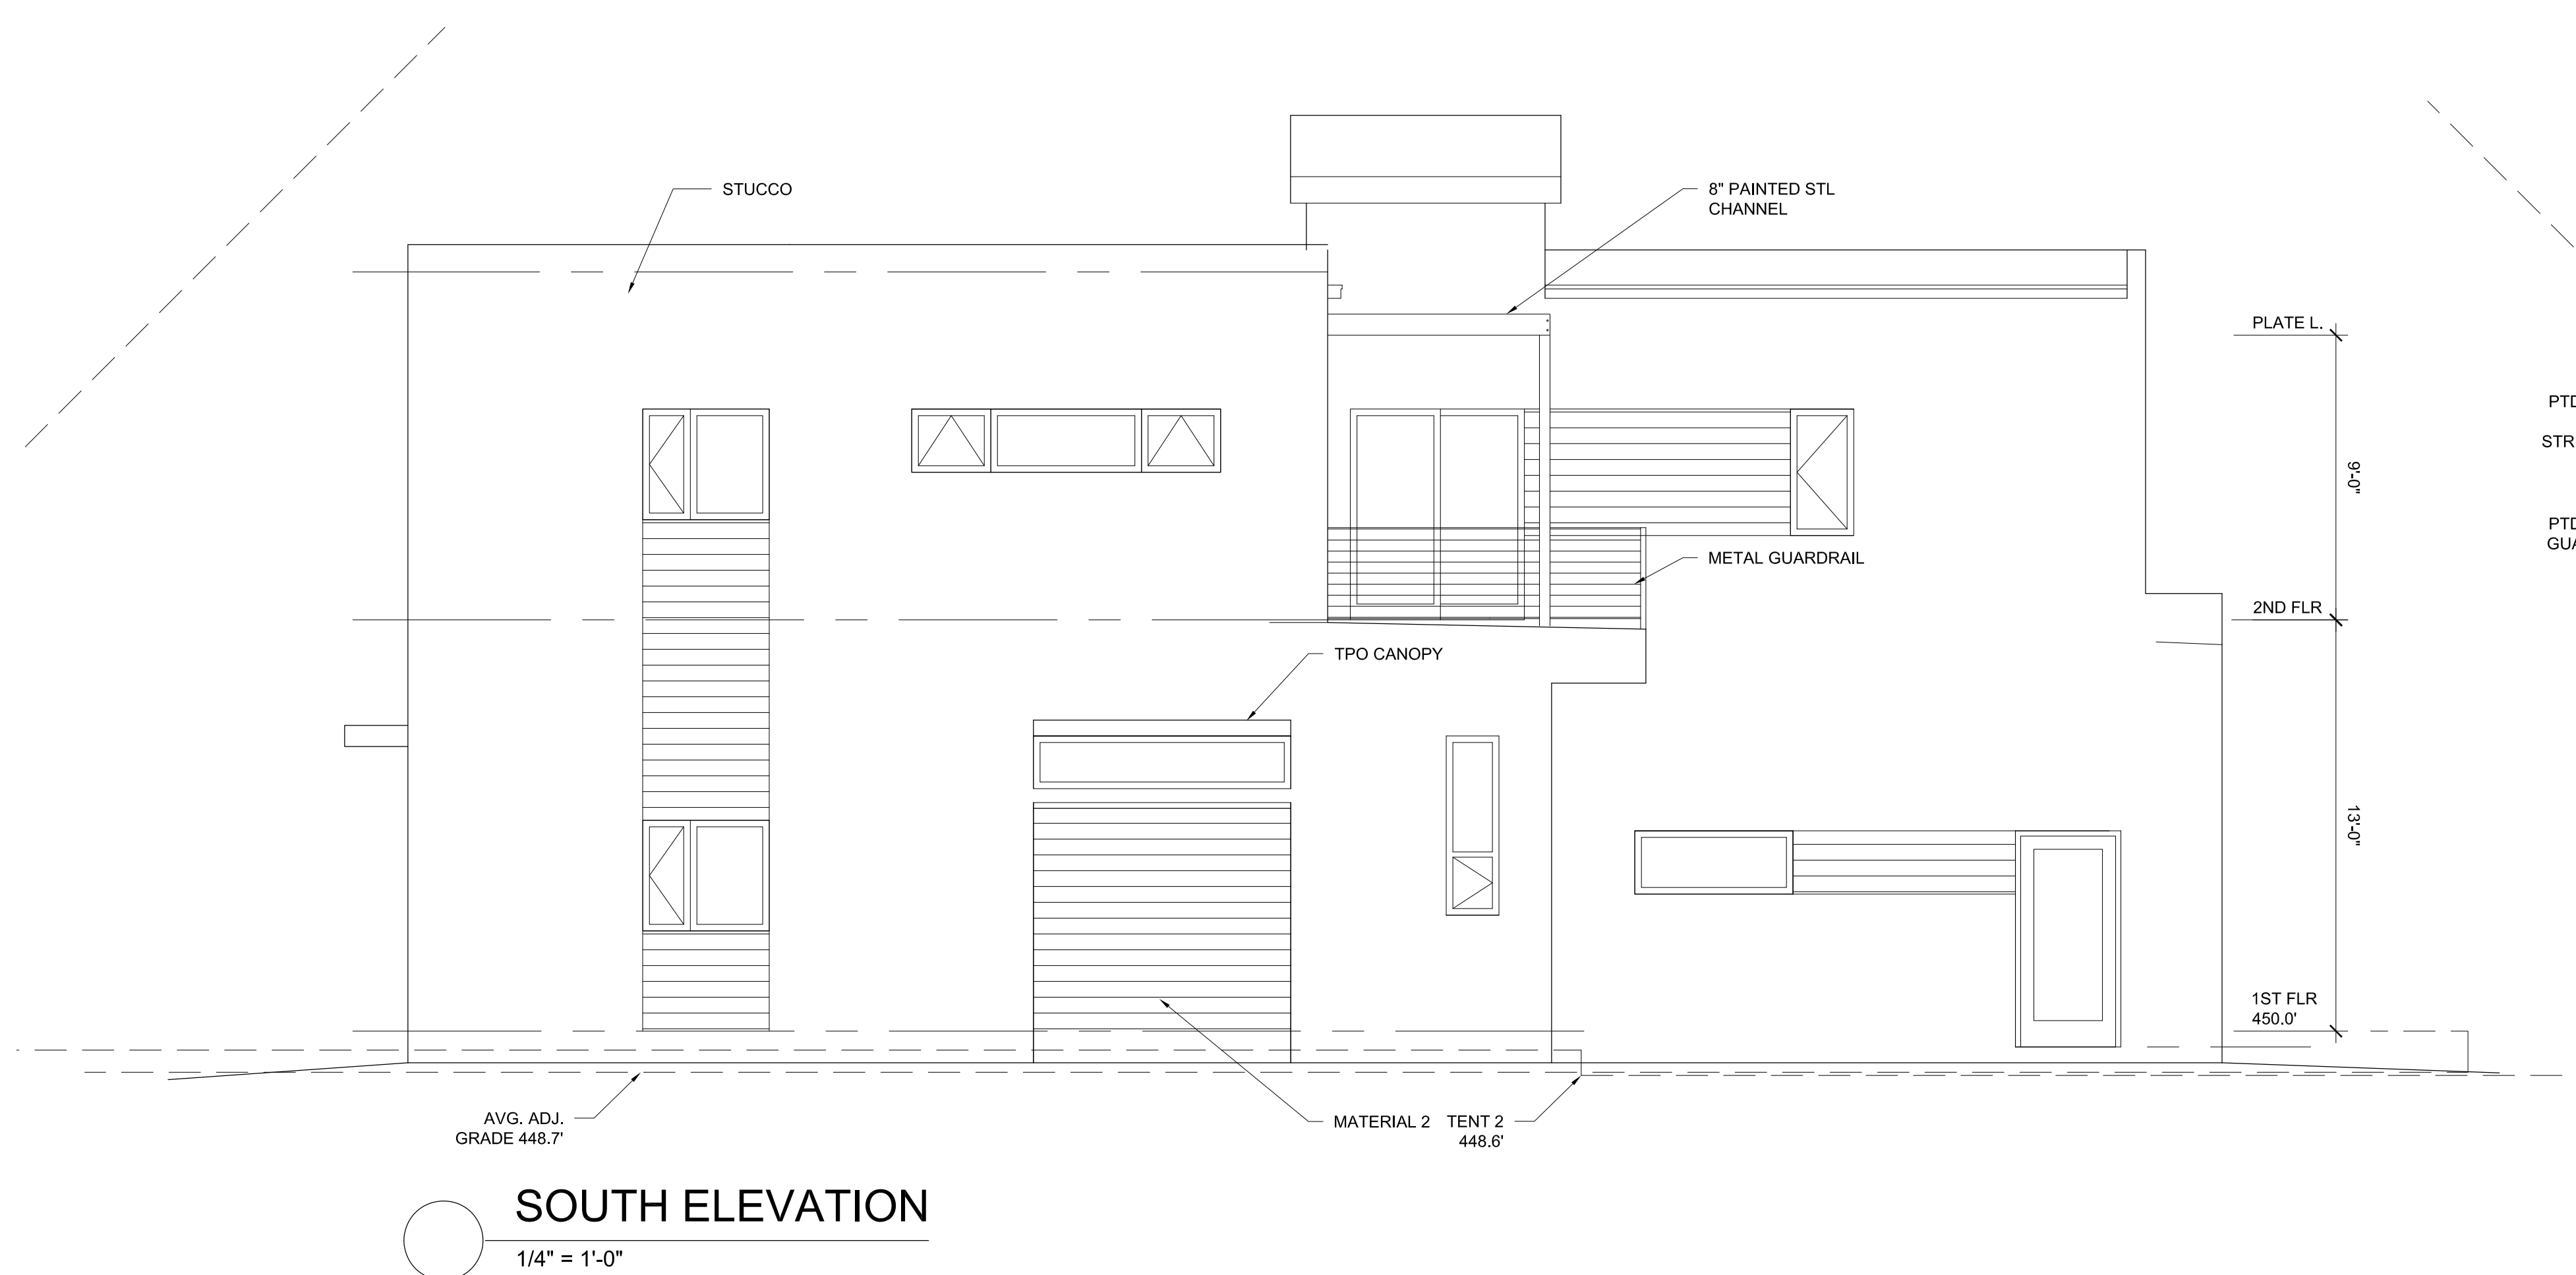 STUCCO
8" PAINTED STL
CHANNEL
PLATE L.
9'-0"
METAL GUARDRAIL
2ND FLR
TPO CANOPY
13'-0"
1ST FLR
450.0'
AVG. ADJ.
GRADE 448.7'
MATERIAL 2
TENT 2
448.6'
SOUTH ELEVATION
1/4" = 1'-0"